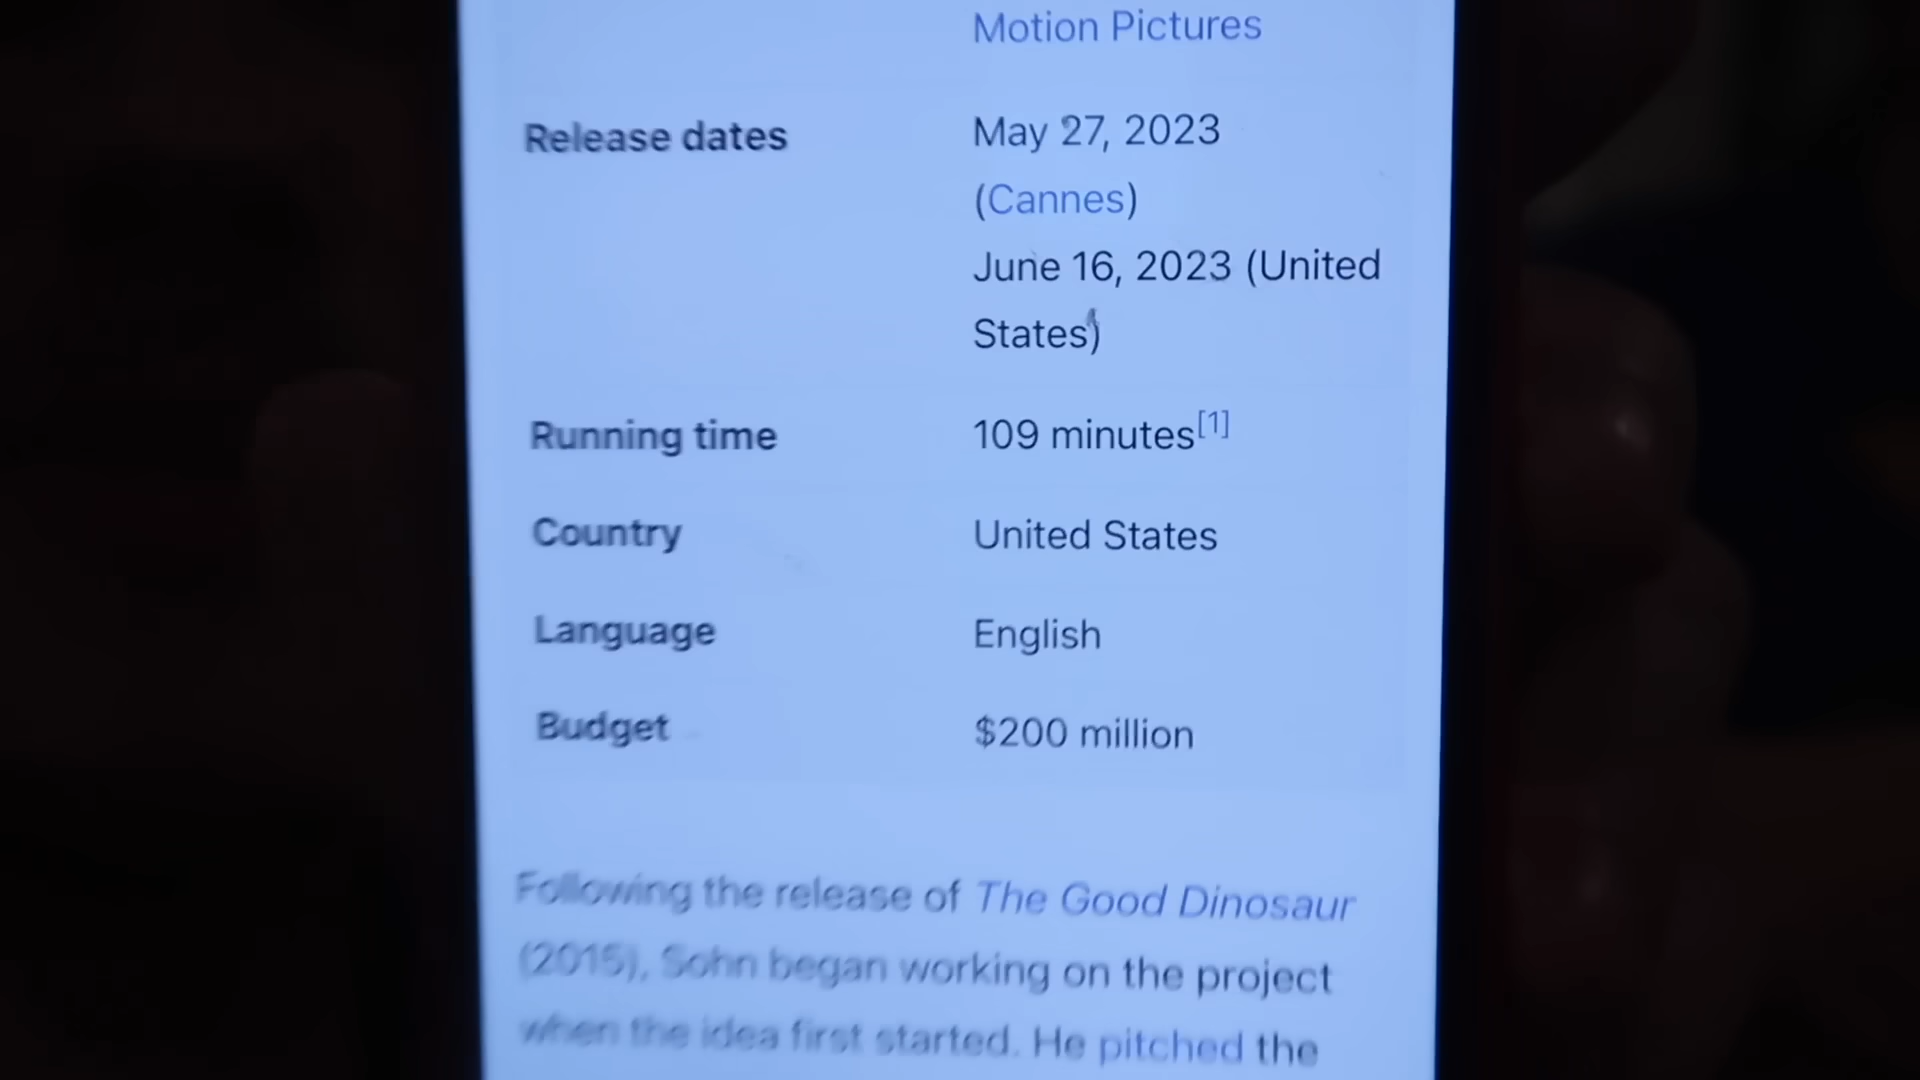 Motion Pictures
Release dates
May 27, 2023
(Cannes)
June 16, 2023 (United
States)
Running time
109 minutes[1]
Country
United States
Language
English
Budget
$200 million
Following the release of The Good Dinosaur
(2015), Sohn began working on the project
when the idea first started. He pitched the